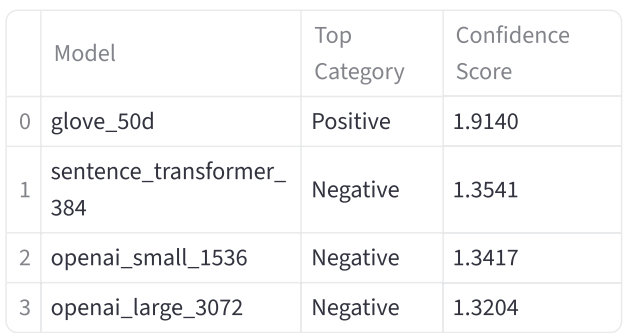 Model Top Category Confidence Score
0 glove_50d Positive 1.9140
1 sentence_transformer_384 Negative 1.3541
2 openai_small_1536 Negative 1.3417
3 openai_large_3072 Negative 1.3204